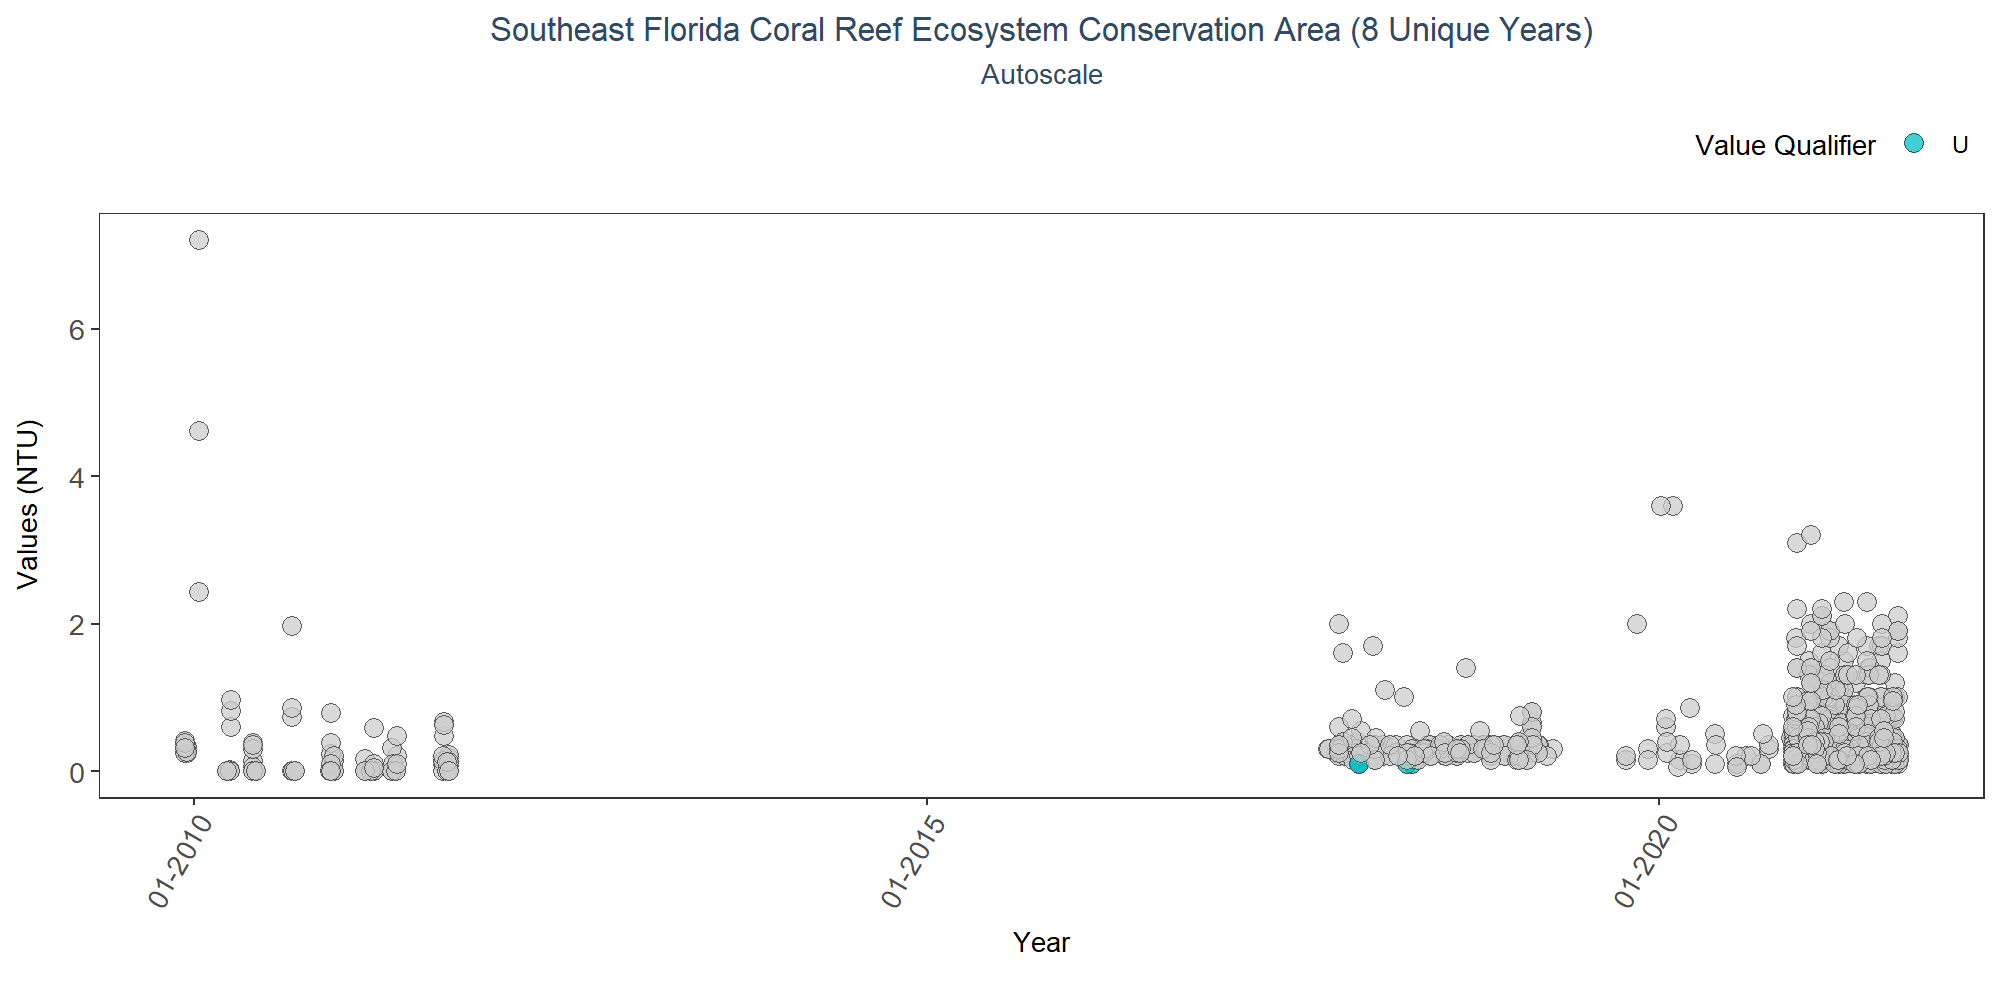 Southeast Florida Coral Reef Ecosystem Conservation Area (8 Unique Years)
Autoscale
Value Qualifier U
Values (NTU)
6
4
2
0
01-2010 01-2015 01-2020
Year